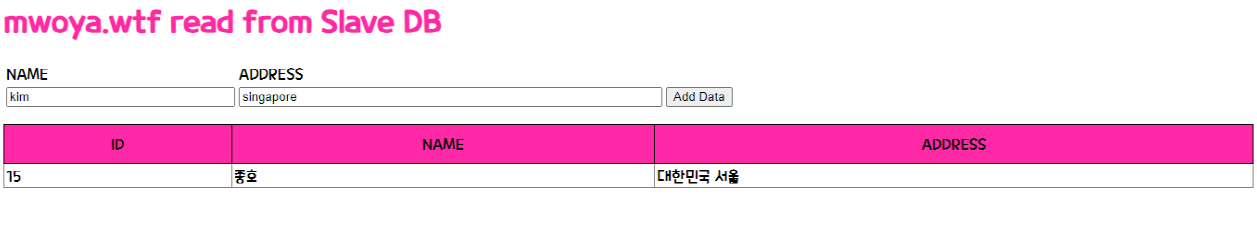 mwoya.wtf read from Slave DB
NAME ADDRESS
kim singapore Add Data
ID NAME ADDRESS
15 종호 대한민국 서울